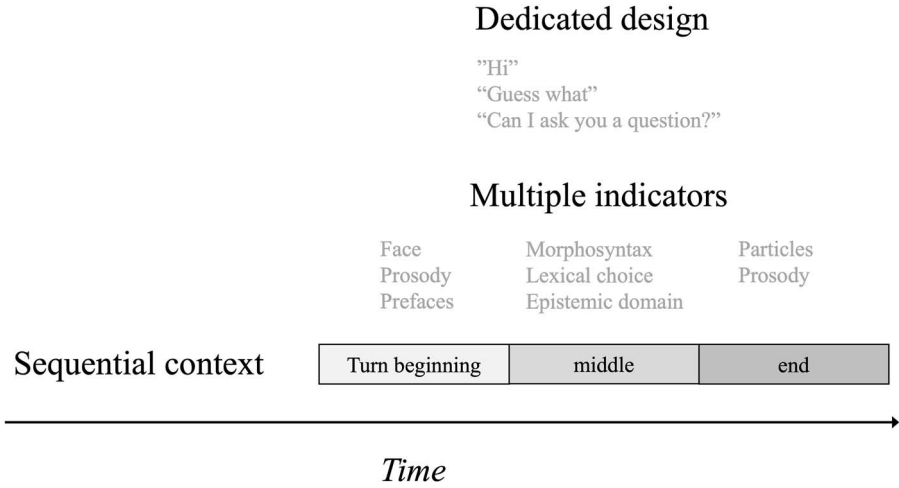 Dedicated design
”Hi”
“Guess what”
“Can I ask you a question?”
Multiple indicators
Face Morphosyntax Particles
Prosody Lexical choice Prosody
Prefaces Epistemic domain
Sequential context Turn beginning middle end
Time